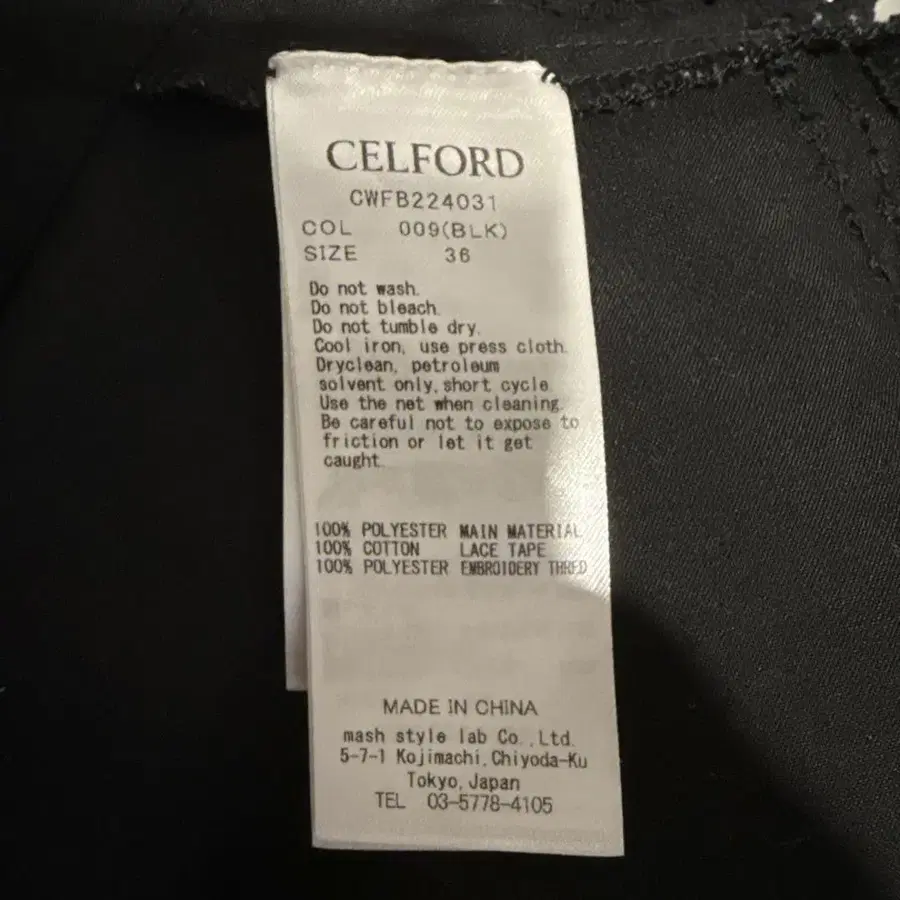 CELFORD
CWFB224031
COL 009(BLK)
SIZE 36
Do not wash.
Do not bleach.
Do not tumble dry.
Cool iron, use press cloth.
Dryclean, petroleum
solvent only, short cycle.
Use the net when cleaning.
Be careful not to expose to
friction or let it get
caught.
100% POLYESTER MAIN MATERIAL
100% COTTON LACE TAPE
100% POLYESTER EMBROIDERY THRED
MADE IN CHINA
mash style lab Co.,Ltd.
5-7-1 Kojimachi,Chiyoda-Ku
Tokyo,Japan
TEL 03-5778-4105